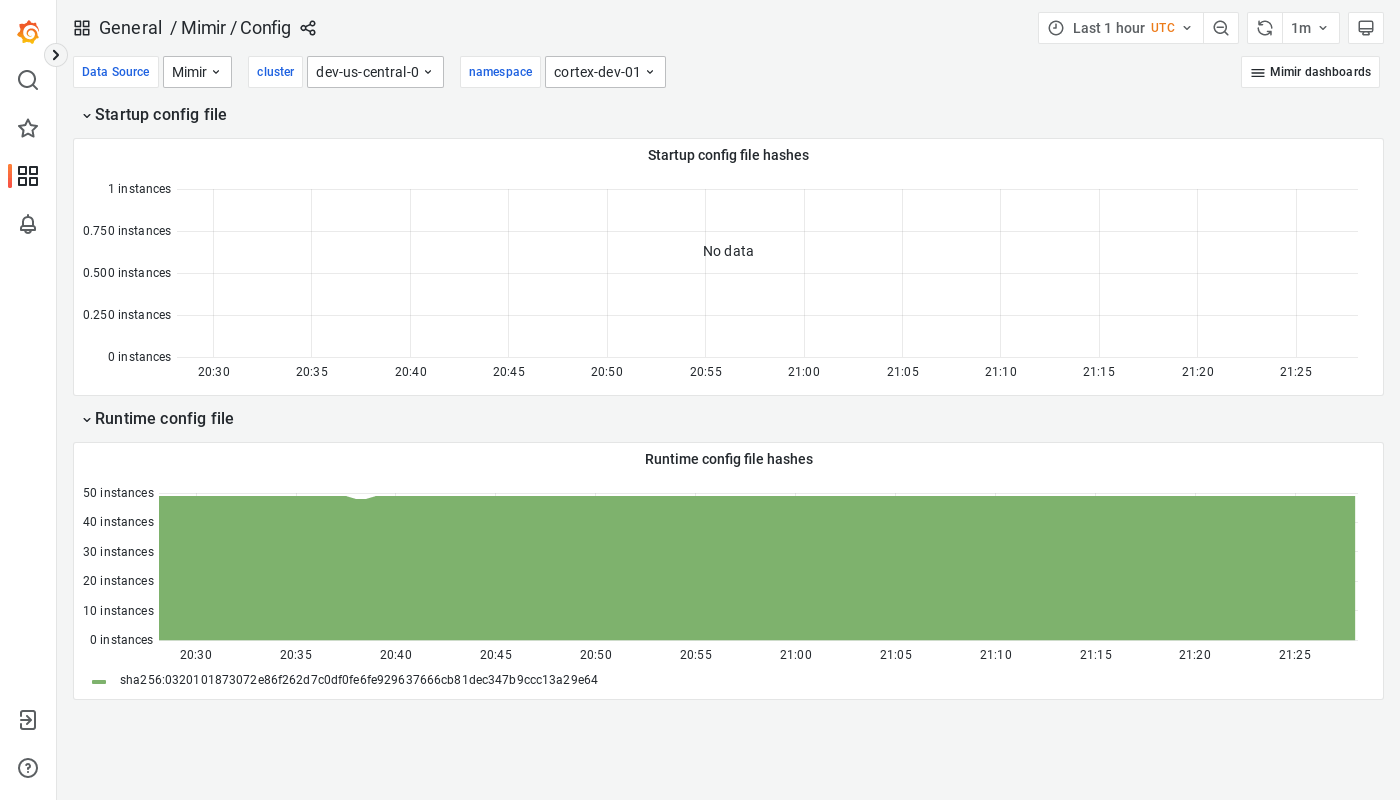 General / Mimir / Config
Last 1 hour UTC
1m
Data Source Mimir cluster dev-us-central-0 namespace cortex-dev-01
Mimir dashboards
Startup config file
Startup config file hashes
1 instances
0.750 instances
0.500 instances
0.250 instances
0 instances
No data
20:30 20:35 20:40 20:45 20:50 20:55 21:00 21:05 21:10 21:15 21:20 21:25
Runtime config file
Runtime config file hashes
50 instances
40 instances
30 instances
20 instances
10 instances
0 instances
20:30 20:35 20:40 20:45 20:50 20:55 21:00 21:05 21:10 21:15 21:20 21:25
sha256:0320101873072e86f262d7c0df0fe6fe929637666cb81dec347b9ccc13a29e64